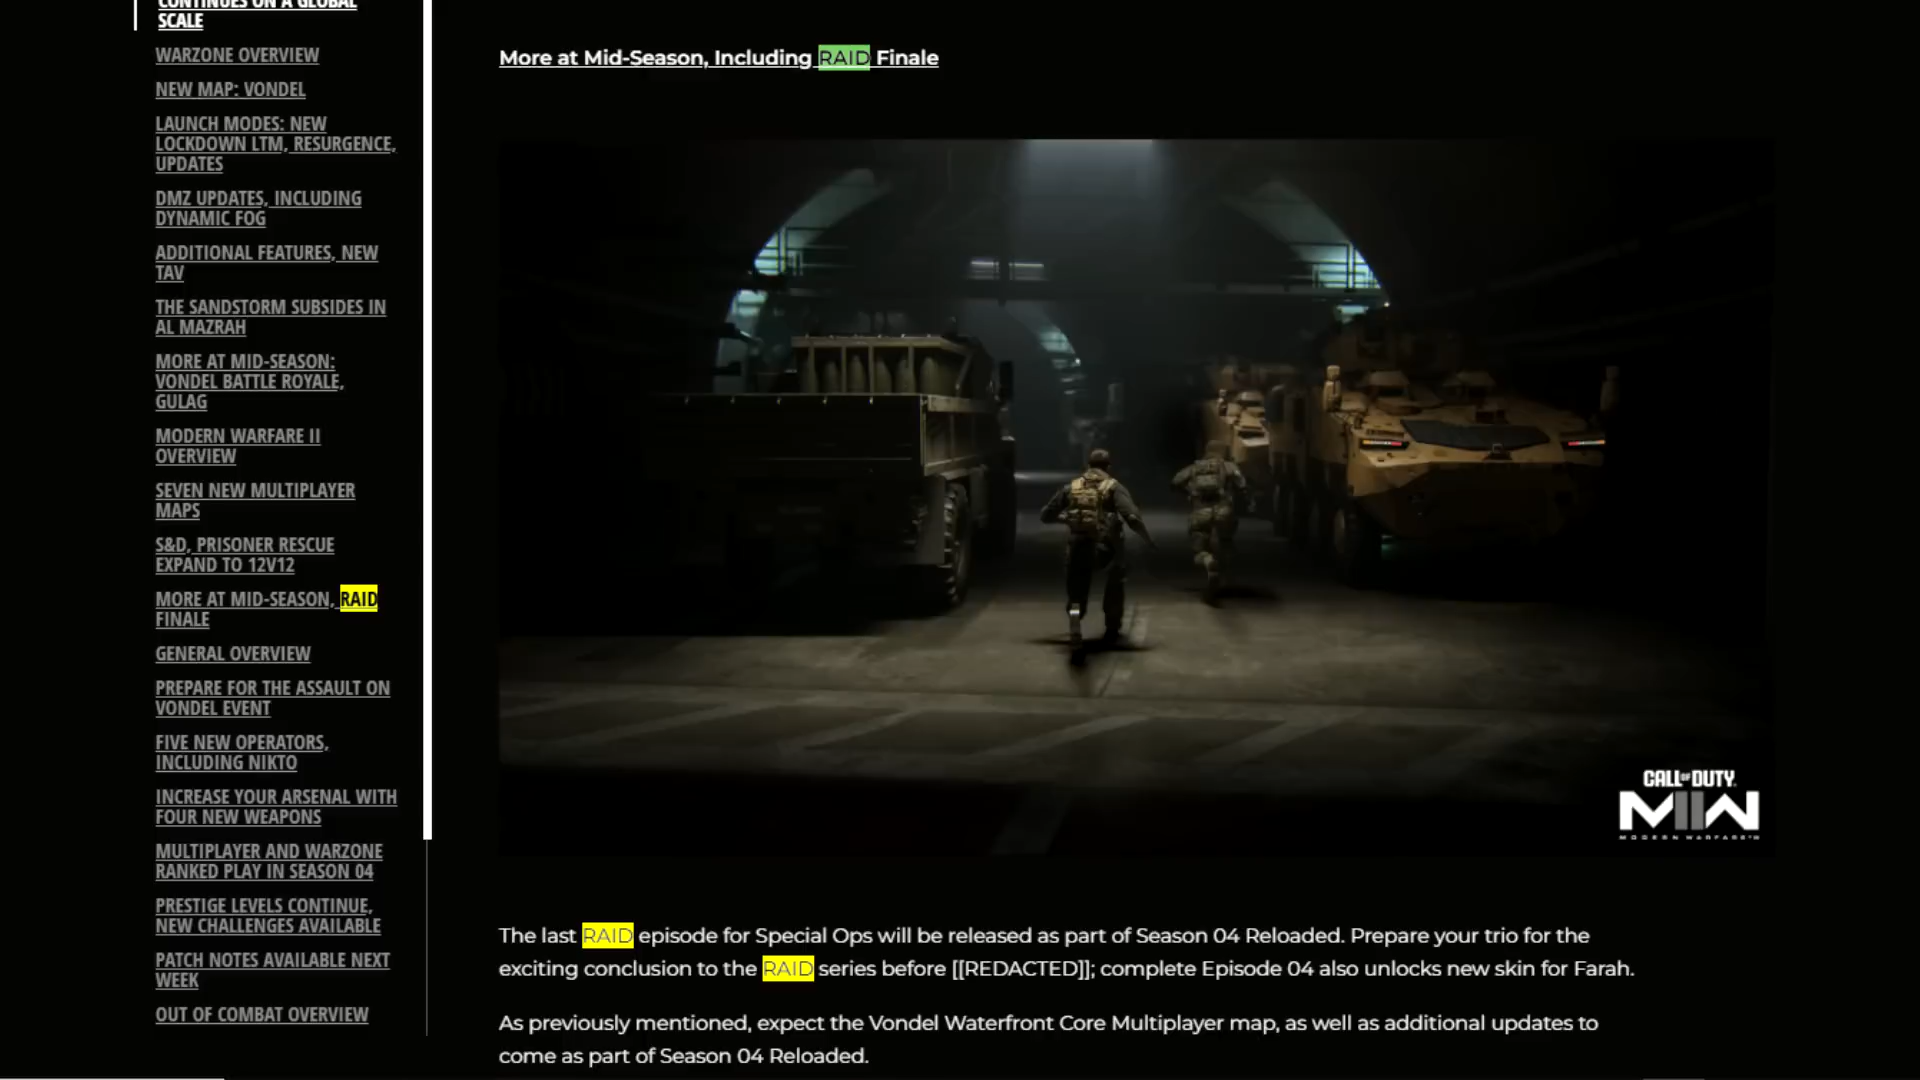 CONTINUES ON A GLOBAL
SCALE
WARZONE OVERVIEW
NEW MAP: VONDEL
LAUNCH MODES: NEW
LOCKDOWN LTM, RESURGENCE,
UPDATES
DMZ UPDATES, INCLUDING
DYNAMIC FOG
ADDITIONAL FEATURES, NEW
TAV
THE SANDSTORM SUBSIDES IN
AL MAZRAH
MORE AT MID-SEASON:
VONDEL BATTLE ROYALE,
GULAG
MODERN WARFARE II
OVERVIEW
SEVEN NEW MULTIPLAYER
MAPS
S&D, PRISONER RESCUE
EXPAND TO 12V12
MORE AT MID-SEASON, RAID
FINALE
GENERAL OVERVIEW
PREPARE FOR THE ASSAULT ON
VONDEL EVENT
FIVE NEW OPERATORS,
INCLUDING NIKTO
INCREASE YOUR ARSENAL WITH
FOUR NEW WEAPONS
MULTIPLAYER AND WARZONE
RANKED PLAY IN SEASON 04
PRESTIGE LEVELS CONTINUE,
NEW CHALLENGES AVAILABLE
PATCH NOTES AVAILABLE NEXT
WEEK
OUT OF COMBAT OVERVIEW
More at Mid-Season, Including RAID Finale
CALL OF DUTY
MWII
MODERN WARFARE
The last RAID episode for Special Ops will be released as part of Season 04 Reloaded. Prepare your trio for the
exciting conclusion to the RAID series before [[REDACTED]]; complete Episode 04 also unlocks new skin for Farah.
As previously mentioned, expect the Vondel Waterfront Core Multiplayer map, as well as additional updates to
come as part of Season 04 Reloaded.